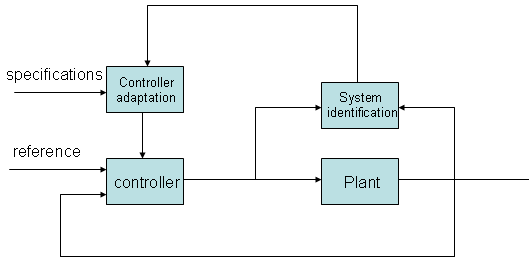 specifications
Controller
adaptation
System
identification
reference
controller
Plant